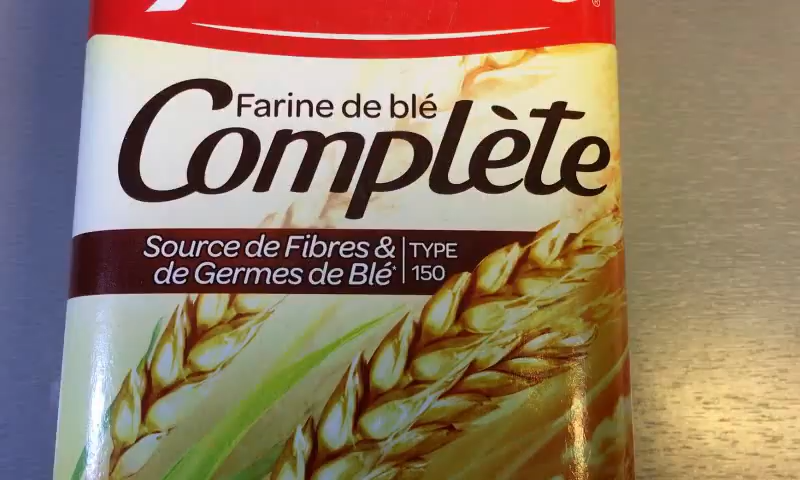 Farine de blé
Complète
Source de Fibres &
de Germes de Blé*
TYPE
150